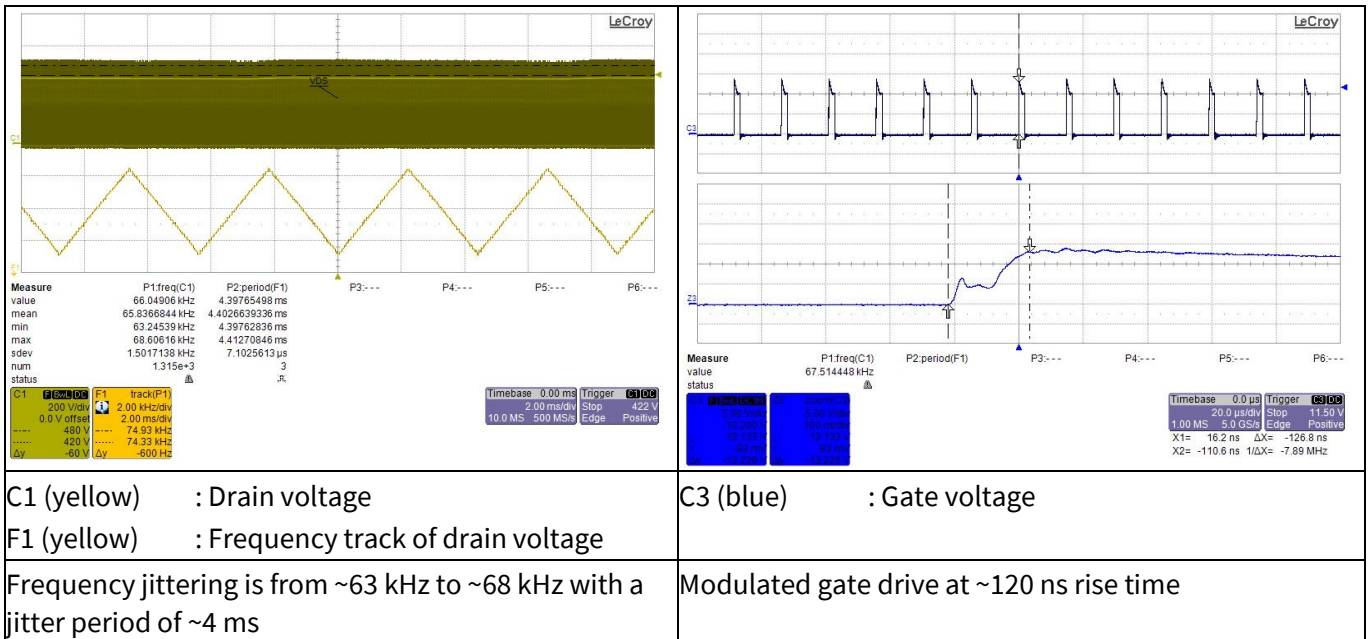 LeCroy
VDS
C1
F1
Measure P1:freq(C1) P2:period(F1) P3:- - - P4:- - - P5:- - - P6:- - -
value 66.04906 kHz 4.39765498 ms
mean 65.8366844 kHz 4.4026639336 ms
min 63.24539 kHz 4.39762836 ms
max 68.60616 kHz 4.41270846 ms
sdev 1.5017138 kHz 7.1025613 µs
num 1.315e+3 3
status
C1 F BwL DC F1 track(P1)
200 V/div 2.00 kHz/div
0.0 V offset 2.00 ms/div
480 V 74.93 kHz
420 V 74.33 kHz
Δy -60 V Δy -600 Hz
Timebase 0.00 ms Trigger C1 DC
2.00 ms/div Stop 422 V
10.0 MS 500 MS/s Edge Positive
LeCroy
C3
Z3
Measure P1:freq(C1) P2:period(F1) P3:- - - P4:- - - P5:- - - P6:- - -
value 67.514448 kHz
status
Timebase 0.0 µs Trigger C3 DC
20.0 µs/div Stop 11.50 V
1.00 MS 5.0 GS/s Edge Positive
X1= 16.2 ns ΔX= -126.8 ns
X2= -110.6 ns 1/ΔX= -7.89 MHz
C1 (yellow) : Drain voltage
F1 (yellow) : Frequency track of drain voltage
C3 (blue) : Gate voltage
Frequency jittering is from ~63 kHz to ~68 kHz with a
jitter period of ~4 ms
Modulated gate drive at ~120 ns rise time